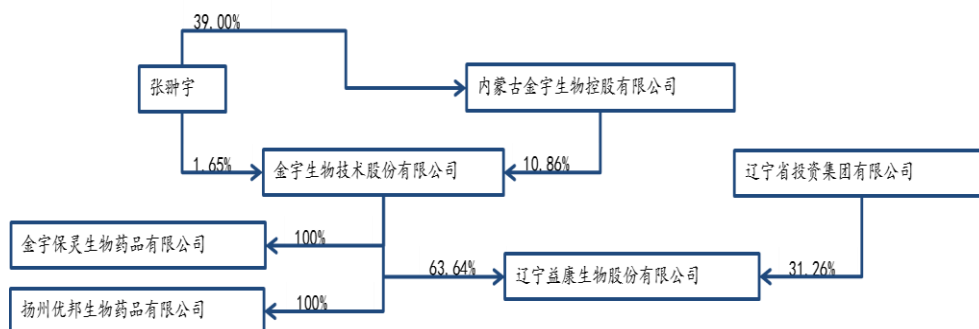 39.00%
张翀宇
内蒙古金宇生物控股有限公司
1.65%
金宇生物技术股份有限公司
10.86%
辽宁省投资集团有限公司
金宇保灵生物药品有限公司
100%
63.64%
辽宁益康生物股份有限公司
31.26%
扬州优邦生物药品有限公司
100%